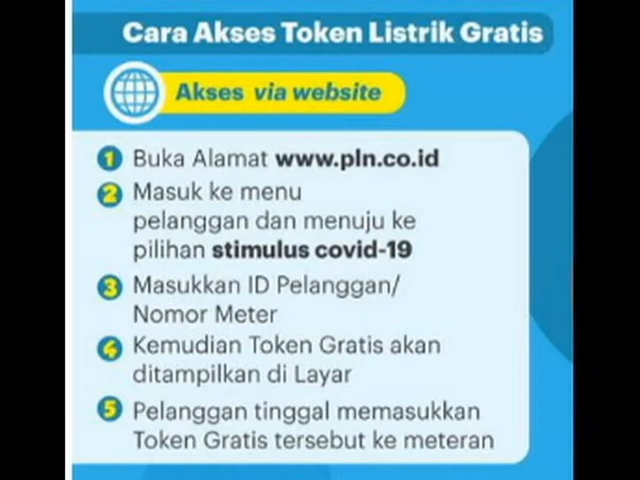 Cara Akses Token Listrik Gratis
Akses via website
1 Buka Alamat www.pln.co.id
2 Masuk ke menu
pelanggan dan menuju ke
pilihan stimulus covid-19
3 Masukkan ID Pelanggan/
Nomor Meter
4 Kemudian Token Gratis akan
ditampilkan di Layar
5 Pelanggan tinggal memasukkan
Token Gratis tersebut ke meteran